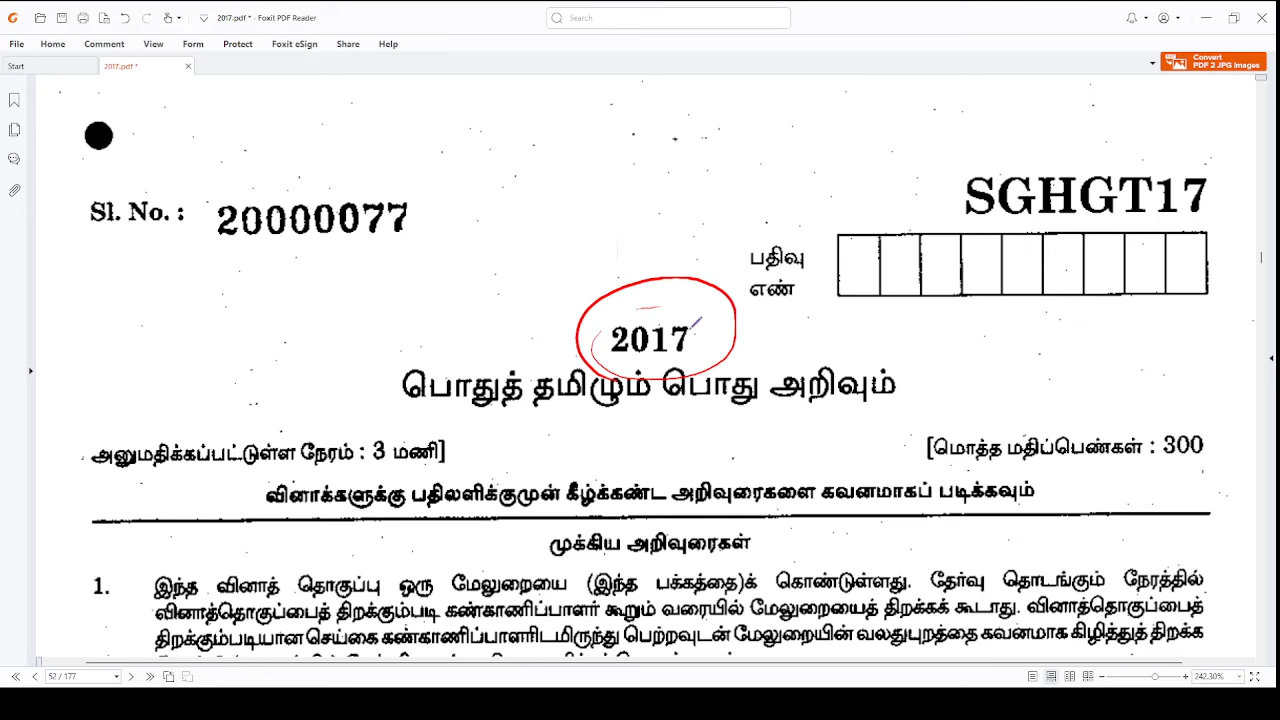 2017.pdf * - Foxit PDF Reader
Search
File Home Comment View Form Protect Foxit eSign Share Help
Start
2017.pdf *
Convert
PDF 2 JPG Images
SGHGT17
Sl. No. : 20000077
பதிவு
எண்
2017
பொதுத் தமிழும் பொது அறிவும்
அனுமதிக்கப்பட்டுள்ள நேரம் : 3 மணி]
[மொத்த மதிப்பெண்கள் : 300
வினாக்களுக்கு பதிலளிக்குமுன் கீழ்க்கண்ட அறிவுரைகளை கவனமாகப் படிக்கவும்
முக்கிய அறிவுரைகள்
1. இந்த வினாத் தொகுப்பு ஒரு மேலுறையை (இந்த பக்கத்தை)க் கொண்டுள்ளது. தேர்வு தொடங்கும் நேரத்தில்
வினாத்தொகுப்பைத் திறக்கும்படி கண்காணிப்பாளர் கூறும் வரையில் மேலுறையைத் திறக்கக் கூடாது. வினாத்தொகுப்பைத்
திறக்கும்படியான செய்கை கண்காணிப்பாளரிடமிருந்து பெற்றவுடன் மேலுறையின் வலதுபுறத்தை கவனமாக கிழித்துத் திறக்க
52 / 177
242.30%